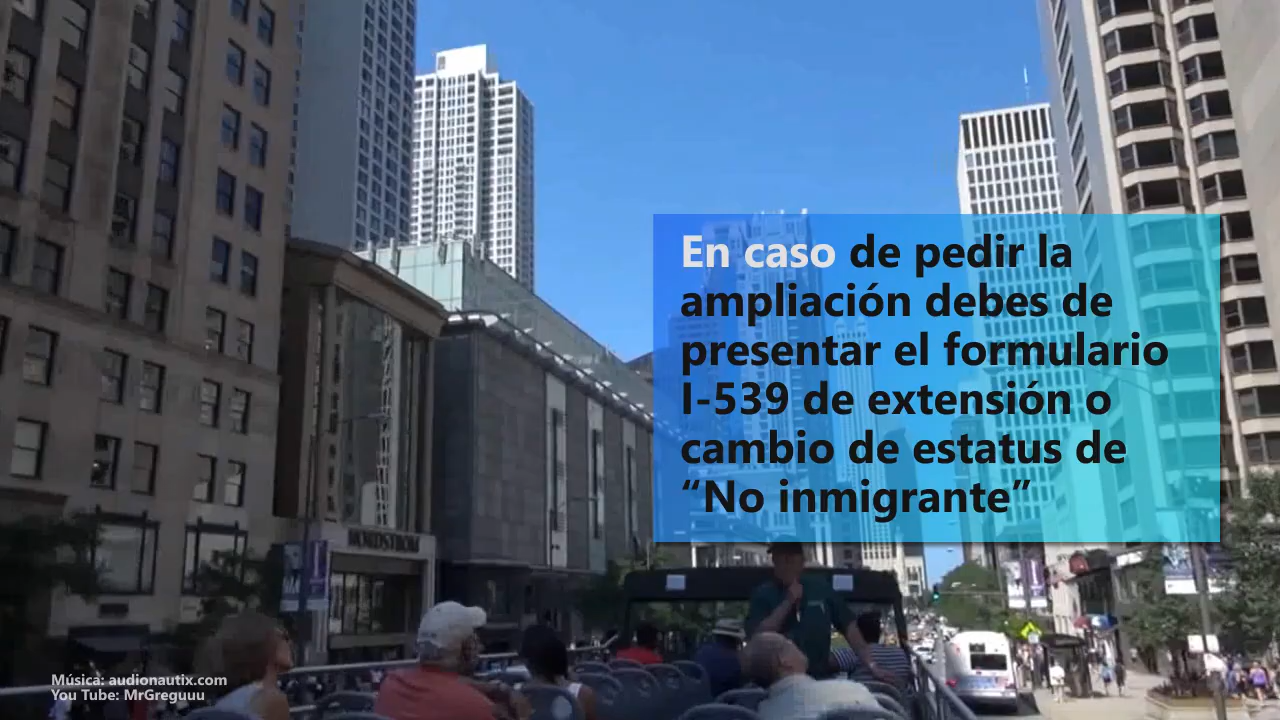 En caso de pedir la
ampliación debes de
presentar el formulario
I-539 de extensión o
cambio de estatus de
“No inmigrante”
NORDSTROM
Música: audionautix.com
You Tube: MrGreguuu